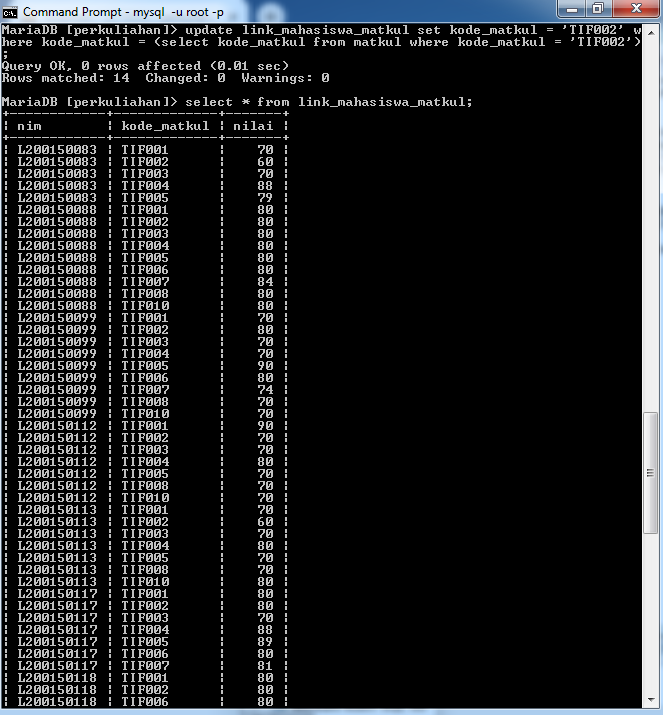 Command Prompt - mysql -u root -p
MariaDB [perkuliahan]> update link_mahasiswa_matkul set kode_matkul = 'TIF002' w
here kode_matkul = (select kode_matkul from matkul where kode_matkul = 'TIF002')
;
Query OK, 0 rows affected (0.01 sec)
Rows matched: 14  Changed: 0  Warnings: 0
MariaDB [perkuliahan]> select * from link_mahasiswa_matkul;
+------------+-------------+-------+
| nim        | kode_matkul | nilai |
+------------+-------------+-------+
| L200150083 | TIF001      |    70 |
| L200150083 | TIF002      |    60 |
| L200150083 | TIF003      |    70 |
| L200150083 | TIF004      |    88 |
| L200150083 | TIF005      |    79 |
| L200150088 | TIF001      |    80 |
| L200150088 | TIF002      |    80 |
| L200150088 | TIF003      |    80 |
| L200150088 | TIF004      |    80 |
| L200150088 | TIF005      |    80 |
| L200150088 | TIF006      |    80 |
| L200150088 | TIF007      |    84 |
| L200150088 | TIF008      |    80 |
| L200150088 | TIF010      |    80 |
| L200150099 | TIF001      |    70 |
| L200150099 | TIF002      |    80 |
| L200150099 | TIF003      |    70 |
| L200150099 | TIF004      |    70 |
| L200150099 | TIF005      |    90 |
| L200150099 | TIF006      |    80 |
| L200150099 | TIF007      |    74 |
| L200150099 | TIF008      |    70 |
| L200150099 | TIF010      |    70 |
| L200150112 | TIF001      |    90 |
| L200150112 | TIF002      |    70 |
| L200150112 | TIF003      |    70 |
| L200150112 | TIF004      |    80 |
| L200150112 | TIF005      |    70 |
| L200150112 | TIF008      |    70 |
| L200150112 | TIF010      |    70 |
| L200150113 | TIF001      |    70 |
| L200150113 | TIF002      |    60 |
| L200150113 | TIF003      |    70 |
| L200150113 | TIF004      |    80 |
| L200150113 | TIF005      |    70 |
| L200150113 | TIF008      |    70 |
| L200150113 | TIF010      |    80 |
| L200150117 | TIF001      |    80 |
| L200150117 | TIF002      |    80 |
| L200150117 | TIF003      |    70 |
| L200150117 | TIF004      |    88 |
| L200150117 | TIF005      |    89 |
| L200150117 | TIF006      |    80 |
| L200150117 | TIF007      |    81 |
| L200150118 | TIF001      |    80 |
| L200150118 | TIF002      |    80 |
| L200150118 | TIF006      |    80 |